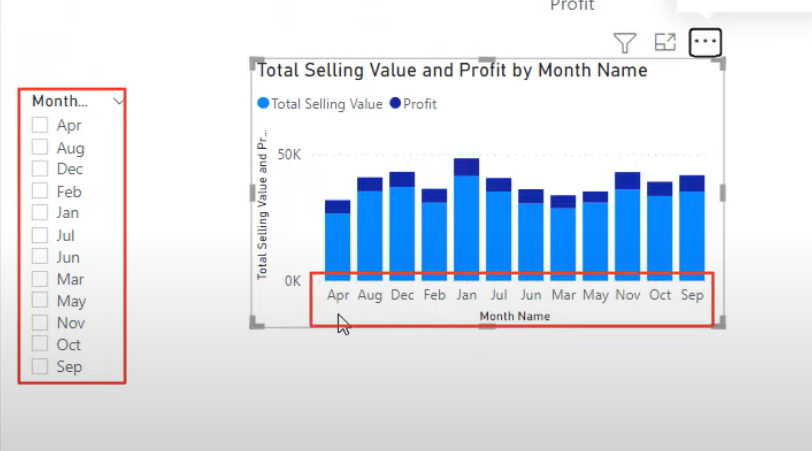 Profit
Total Selling Value and Profit by Month Name
Total Selling Value Profit
Month...
Apr
Aug
Dec
Feb
Jan
Jul
Jun
Mar
May
Nov
Oct
Sep
Total Selling Value and Pr...
50K
0K
Apr Aug Dec Feb Jan Jul Jun Mar May Nov Oct Sep
Month Name